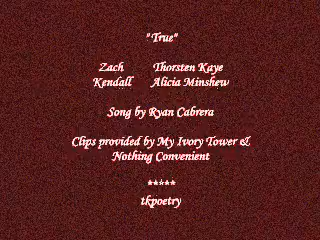 "True"
Zach Thorsten Kaye
Kendall Alicia Minshew
Song by Ryan Cabrera
Clips provided by My Ivory Tower &
Nothing Convenient
*****
tkpoetry